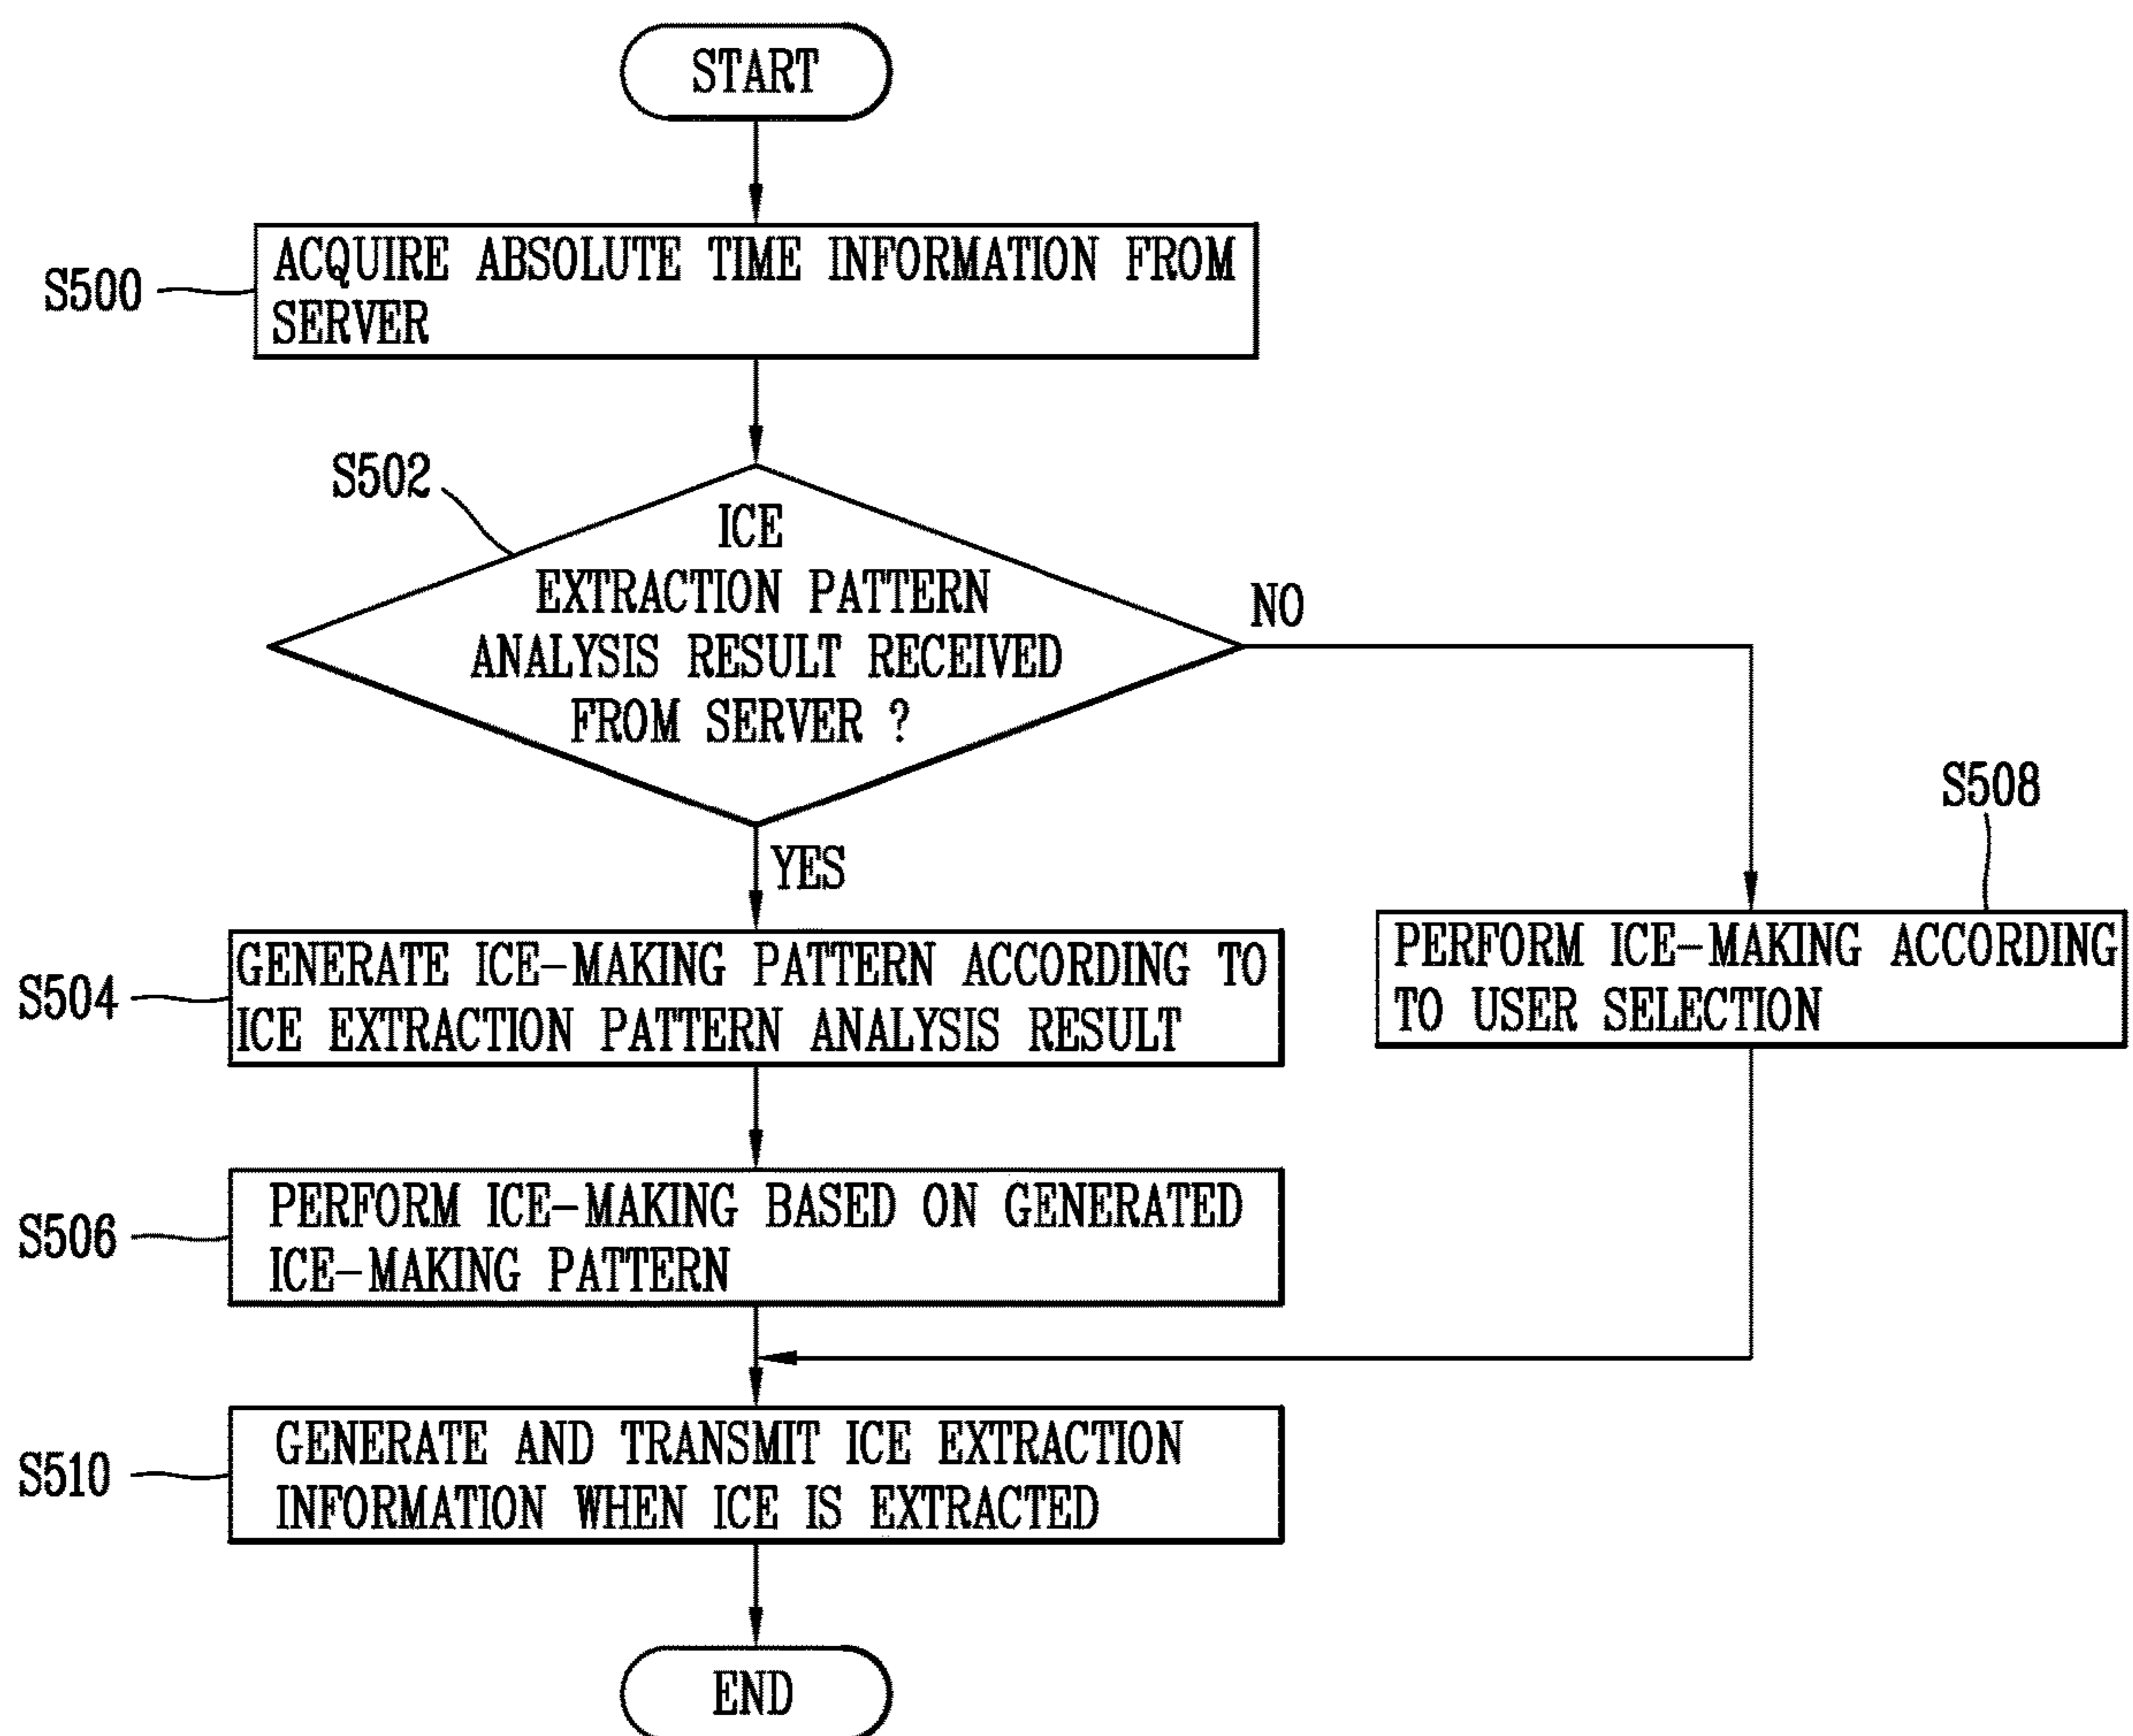 START
S500
ACQUIRE ABSOLUTE TIME INFORMATION FROM
SERVER
S502
ICE
EXTRACTION PATTERN
ANALYSIS RESULT RECEIVED
FROM SERVER ?
NO
YES
S504
GENERATE ICE-MAKING PATTERN ACCORDING TO
ICE EXTRACTION PATTERN ANALYSIS RESULT
S508
PERFORM ICE-MAKING ACCORDING
TO USER SELECTION
S506
PERFORM ICE-MAKING BASED ON GENERATED
ICE-MAKING PATTERN
S510
GENERATE AND TRANSMIT ICE EXTRACTION
INFORMATION WHEN ICE IS EXTRACTED
END